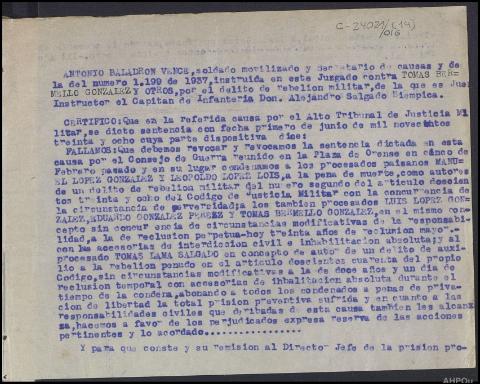 C-24021/(14)
/016
ANTONIO BALADRON VENCE, soldado movilizado y Secretario de causas y de
la del numero 1.199 de 1937, instruida en este Juzgado contra TOMAS BER-
MELLO GONZALEZ Y OTROS, por el delito de rebelion militar, de la que es Juez
Instructor el Capitan de Infanteria Don. Alejandro Salgado Biempica.
CERTIFICO: Que en la referida causa por el Alto Tribunal de Justicia Mi
litar, se dicto sentencia con fecha primero de junio de mil novecientos
treinta y ocho cuya parte dispositiva dice:
FALLAMOS: Que debemos revocar y revocamos la sentencia dictada en esta
causa por el Consejo de Guerra reunido en la Plaza de Orense en cinco de
Febrero pasado y en su lugar condenamos a los procesados paisanos MANU-
EL LOPEZ GONZALEZ y LEOPOLDO LOPEZ LOIS, a la pena de muerte, como autores
de un delito de rebelion militar del numero segundo del articulo doscien
tos treinta y ocho del Codigo de Justicia Militar con la concurrencia de
la circunstancia de perversidad; a los tambien procesados LUIS LOPEZ GON-
ZALEZ, EDUARDO GONZALEZ PEREZ Y TOMAS BERMELLO GONZALEZ, en el mismo con-
cepto sin concurencia de circunstancias modificativas de la responsabi-
lidad, a la de reclusion perpetua=hoy treinta años de reclusion mayor=-
con las accesorias de interdiccion civil e inhabilitacion absoluta; y al
procesado TOMAS LAMA SALGADO en concepto de autor de un delito de auxi-
lio a la rebelion penado en el articulo doscientos cuarenta del propio
Codigo, sin circunstancias modificativas a la de doce años y un dia de
reclusion temporal con accesorias de inhabilitacion absoluta durante el
tiempo de la condena, abonando a todos los condenados a penas de priva-
cion de libertad la total prision preventiva sufrida y en cuanto a las
responsabilidades civiles que deribadas de esta causa tambien les alcanz
sa, hacemos a favor de los perjudicados expresa reserva de las acciones
pertinentes y lo acordado..................
Y para que conste y su remision al Director Jefe de la prision pro-
AHPOu